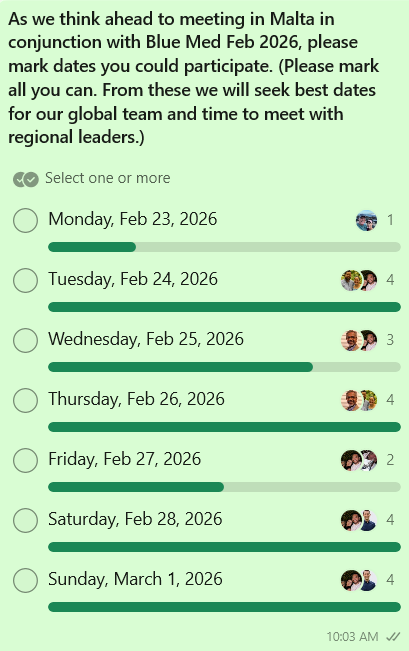 As we think ahead to meeting in Malta in
conjunction with Blue Med Feb 2026, please
mark dates you could participate. (Please mark
all you can. From these we will seek best dates
for our global team and time to meet with
regional leaders.)
Select one or more
Monday, Feb 23, 2026 1
Tuesday, Feb 24, 2026 4
Wednesday, Feb 25, 2026 3
Thursday, Feb 26, 2026 4
Friday, Feb 27, 2026 2
Saturday, Feb 28, 2026 4
Sunday, March 1, 2026 4
10:03 AM